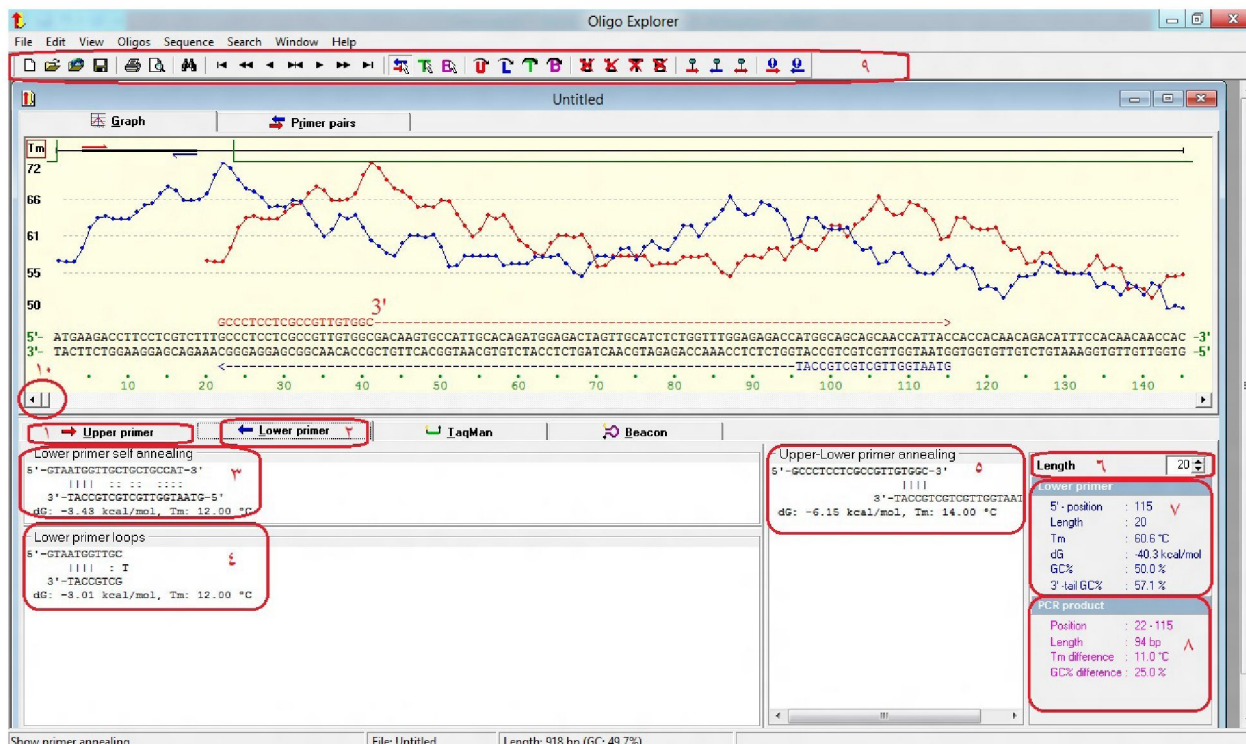 Oligo Explorer
File Edit View Oligos Sequence Search Window Help
٩
Untitled
Graph Primer pairs
Tm
72
66
61
55
50
3'
GCCCTCCTCGCCGTTGTGGC
5'- ATGAAGACCTTCCTCGTCTTTGCCCTCCTCGCCGTTGTGGCGACAAGTGCCATTGCACAGATGGAGACTAGTTGCATCTCTGGTTTGGAGAGACCATGGCAGCAGCAACCATTACCACCACAACAGACATTTCCACAACAACCAC -3'
3'- TACTTCTGGAAGGAGCAGAAACGGGAGGAGCGGCAACACCGCTGTTCACGGTAACGTGTCTACCTCTGATCAACGTAGAGACCAAACCTCTCTGGTACCGTCGTCGTTGGTAATGGTGGTGTTGTCTGTAAAGGTGTTGTTGGTG -5'
TACCGTCGTCGTTGGTAATG
١٠
10 20 30 40 50 60 70 80 90 100 110 120 130 140
١ Upper primer Lower primer ٢ TaqMan Beacon
Lower primer self annealing
5'-GTAATGGTTGCTGCTGCCAT-3' ٣
|||| :: :: ::::
3'-TACCGTCGTCGTTGGTAATG-5'
dG: -3.43 kcal/mol, Tm: 12.00 °C
Lower primer loops
5'-GTAATGGTTGC ٤
|||| : T
3'-TACCGTCG
dG: -3.01 kcal/mol, Tm: 12.00 °C
Upper-Lower primer annealing
٥
5'-GCCCTCCTCGCCGTTGTGGC-3'
||||
3'-TACCGTCGTCGTTGGTAAT
dG: -6.15 kcal/mol, Tm: 14.00 °C
Length ٦ 20
Lower primer
5'- position : 115 ٧
Length : 20
Tm : 60.6 °C
dG : -40.3 kcal/mol
GC% : 50.0 %
3'-tail GC% : 57.1 %
PCR product
Position : 22 - 115
Length : 94 bp ٨
Tm difference : 11.0 °C
GC% difference : 25.0 %
Show primer annealing File: Untitled Length: 918 bp (GC: 49.7%)